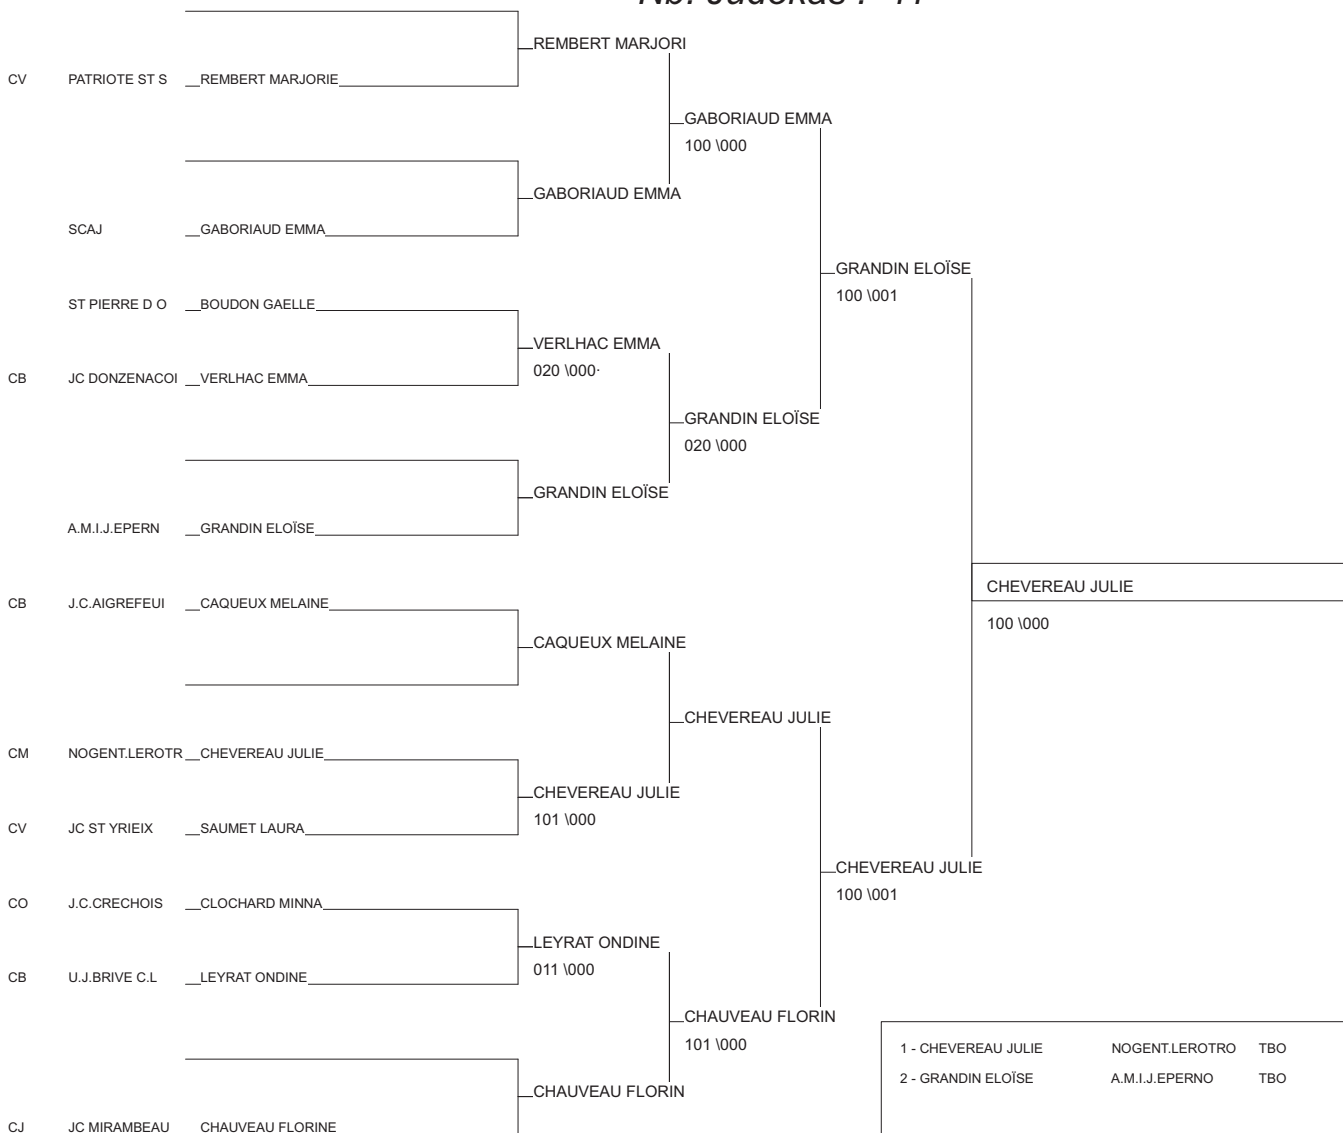 REMBERT MARJORI
CV PATRIOTE ST S REMBERT MARJORIE
GABORIAUD EMMA
100 \000
GABORIAUD EMMA
SCAJ GABORIAUD EMMA
GRANDIN ELOÏSE
100 \001
ST PIERRE D O BOUDON GAELLE
VERLHAC EMMA
020 \000·
CB JC DONZENACOI VERLHAC EMMA
GRANDIN ELOÏSE
020 \000
GRANDIN ELOÏSE
A.M.I.J.EPERN GRANDIN ELOÏSE
CHEVEREAU JULIE
100 \000
CB J.C.AIGREFEUI CAQUEUX MELAINE
CAQUEUX MELAINE
CHEVEREAU JULIE
CM NOGENT.LEROTR CHEVEREAU JULIE
CHEVEREAU JULIE
101 \000
CV JC ST YRIEIX SAUMET LAURA
CHEVEREAU JULIE
100 \001
CO J.C.CRECHOIS CLOCHARD MINNA
LEYRAT ONDINE
011 \000
CB U.J.BRIVE C.L LEYRAT ONDINE
CHAUVEAU FLORIN
101 \000
1 - CHEVEREAU JULIE NOGENT.LEROTRO TBO
2 - GRANDIN ELOÏSE A.M.I.J.EPERNO TBO
CHAUVEAU FLORIN
CJ JC MIRAMBEAU CHAUVEAU FLORINE